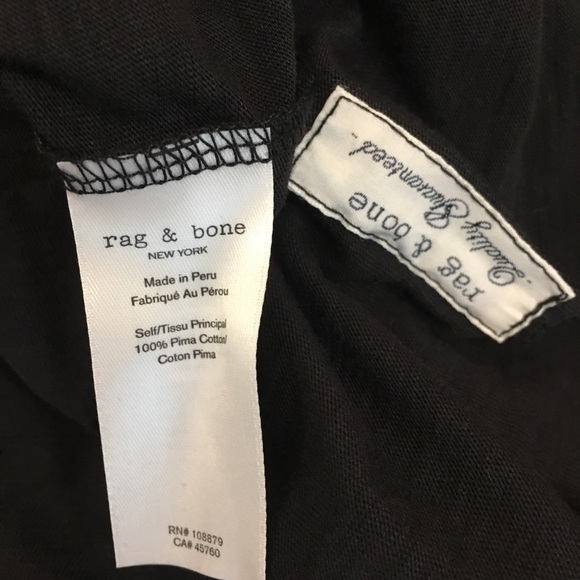 rag & bone
NEW YORK
Made in Peru
Fabriqué Au Pérou
Self/Tissu Principal
100% Pima Cotton/
Coton Pima
RN# 108879
CA# 45760
rag & bone
"Quality Guaranteed."